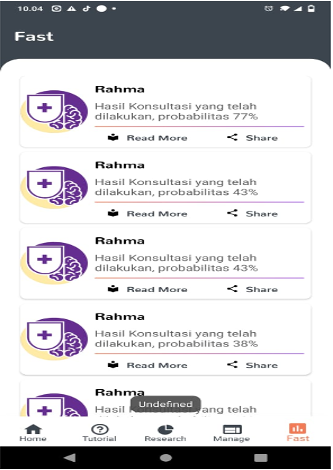 10.04
Fast
Rahma
Hasil Konsultasi yang telah
dilakukan, probabilitas 77%
Read More Share
Rahma
Hasil Konsultasi yang telah
dilakukan, probabilitas 43%
Read More Share
Rahma
Hasil Konsultasi yang telah
dilakukan, probabilitas 43%
Read More Share
Rahma
Hasil Konsultasi yang telah
dilakukan, probabilitas 38%
Read More Share
Rahma
Undefined
Hasil
telah
Home Tutorial Research Manage Fast